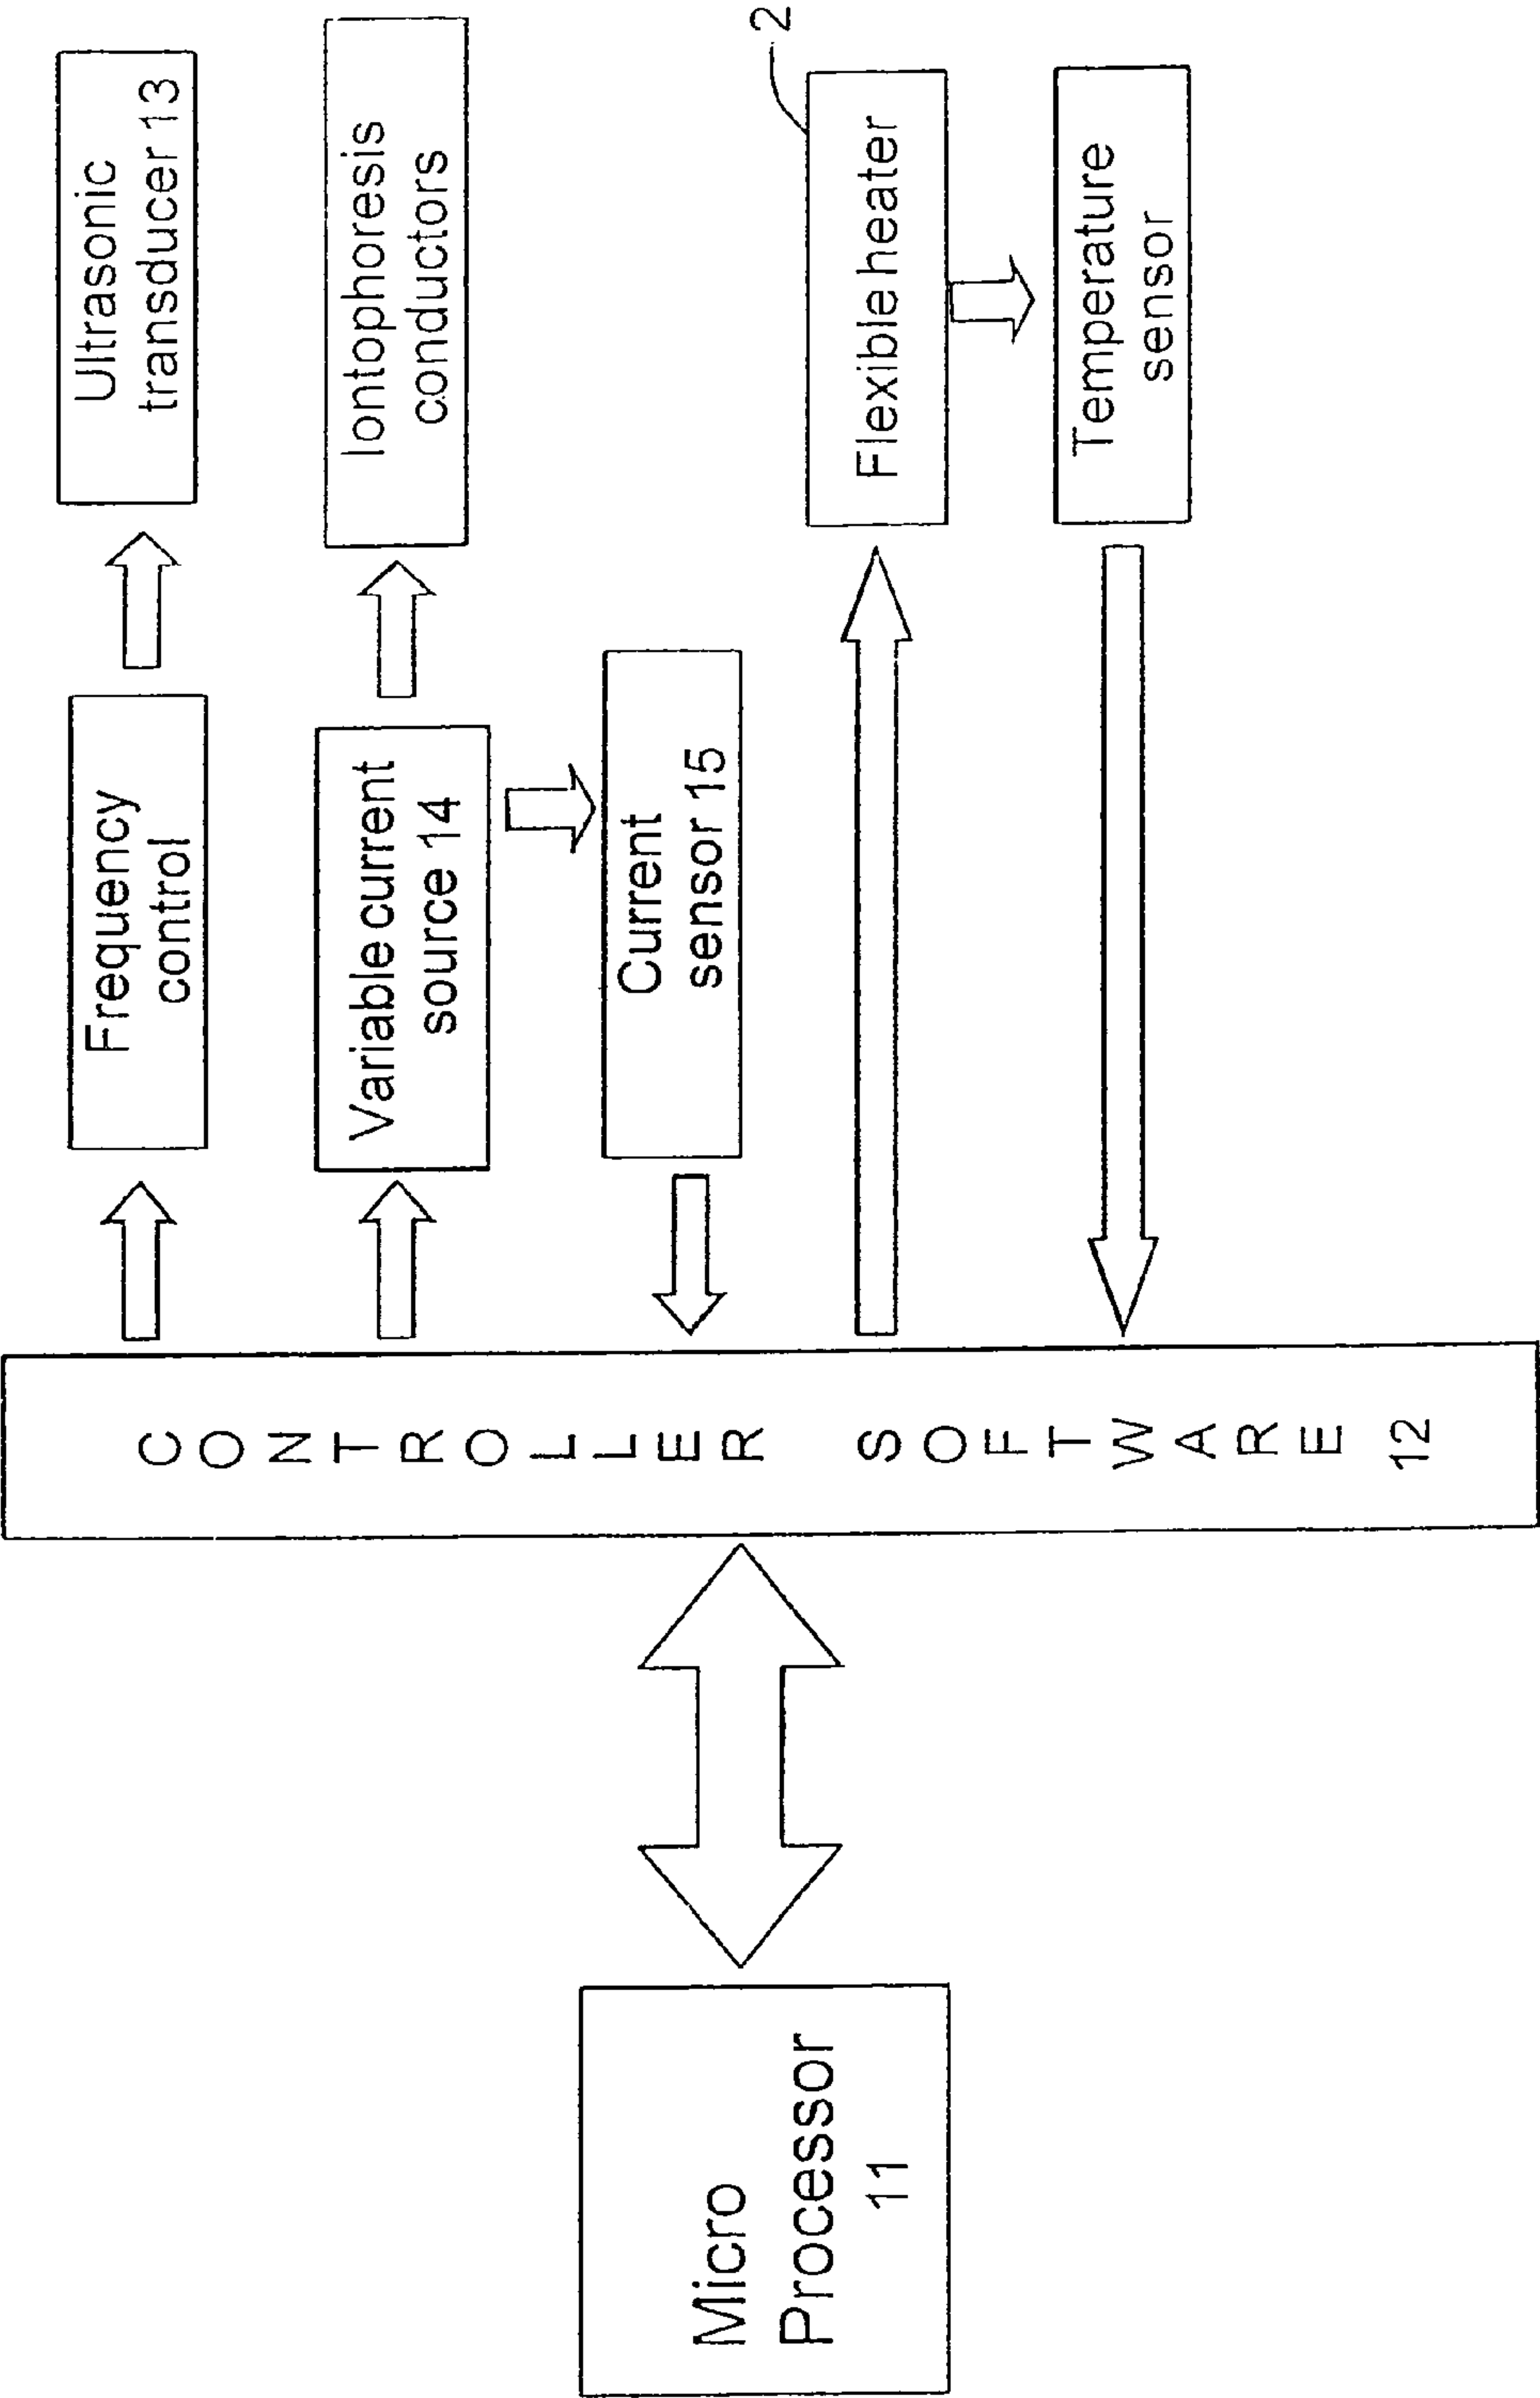 Micro
Processor
11
CONTROLLER SOFTWARE 12
Frequency
control
Ultrasonic
transducer 13
Variable current
source 14
Iontophoresis
conductors
Current
sensor 15
Flexible heater
2
Temperature
sensor